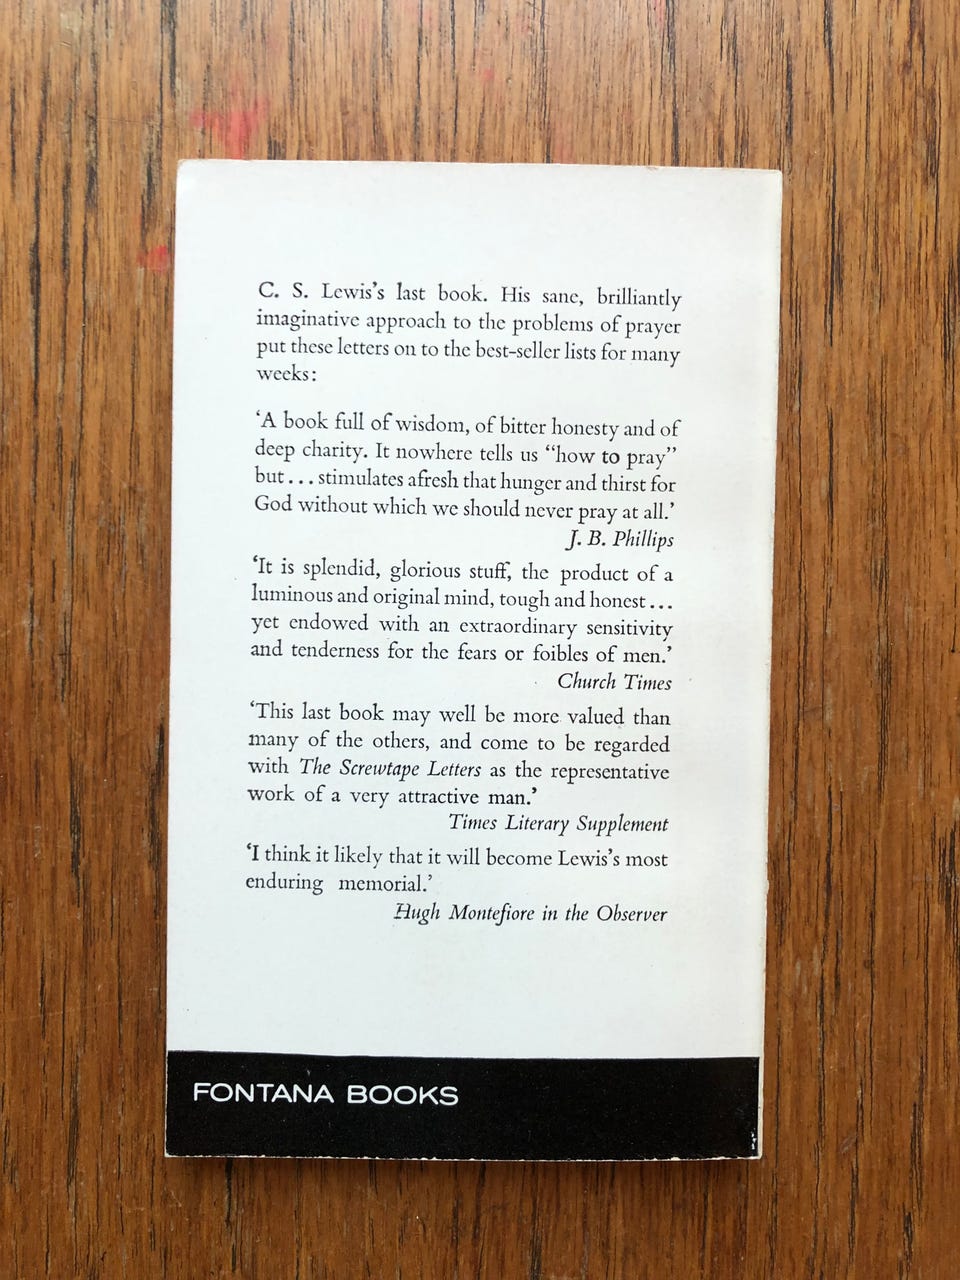 C. S. Lewis's last book. His sane, brilliantly
imaginative approach to the problems of prayer
put these letters on to the best-seller lists for many
weeks:
‘A book full of wisdom, of bitter honesty and of
deep charity. It nowhere tells us “how to pray”
but... stimulates afresh that hunger and thirst for
God without which we should never pray at all.’
J. B. Phillips
‘It is splendid, glorious stuff, the product of a
luminous and original mind, tough and honest...
yet endowed with an extraordinary sensitivity
and tenderness for the fears or foibles of men.’
Church Times
‘This last book may well be more valued than
many of the others, and come to be regarded
with The Screwtape Letters as the representative
work of a very attractive man.’
Times Literary Supplement
‘I think it likely that it will become Lewis's most
enduring memorial.’
Hugh Montefiore in the Observer
FONTANA BOOKS